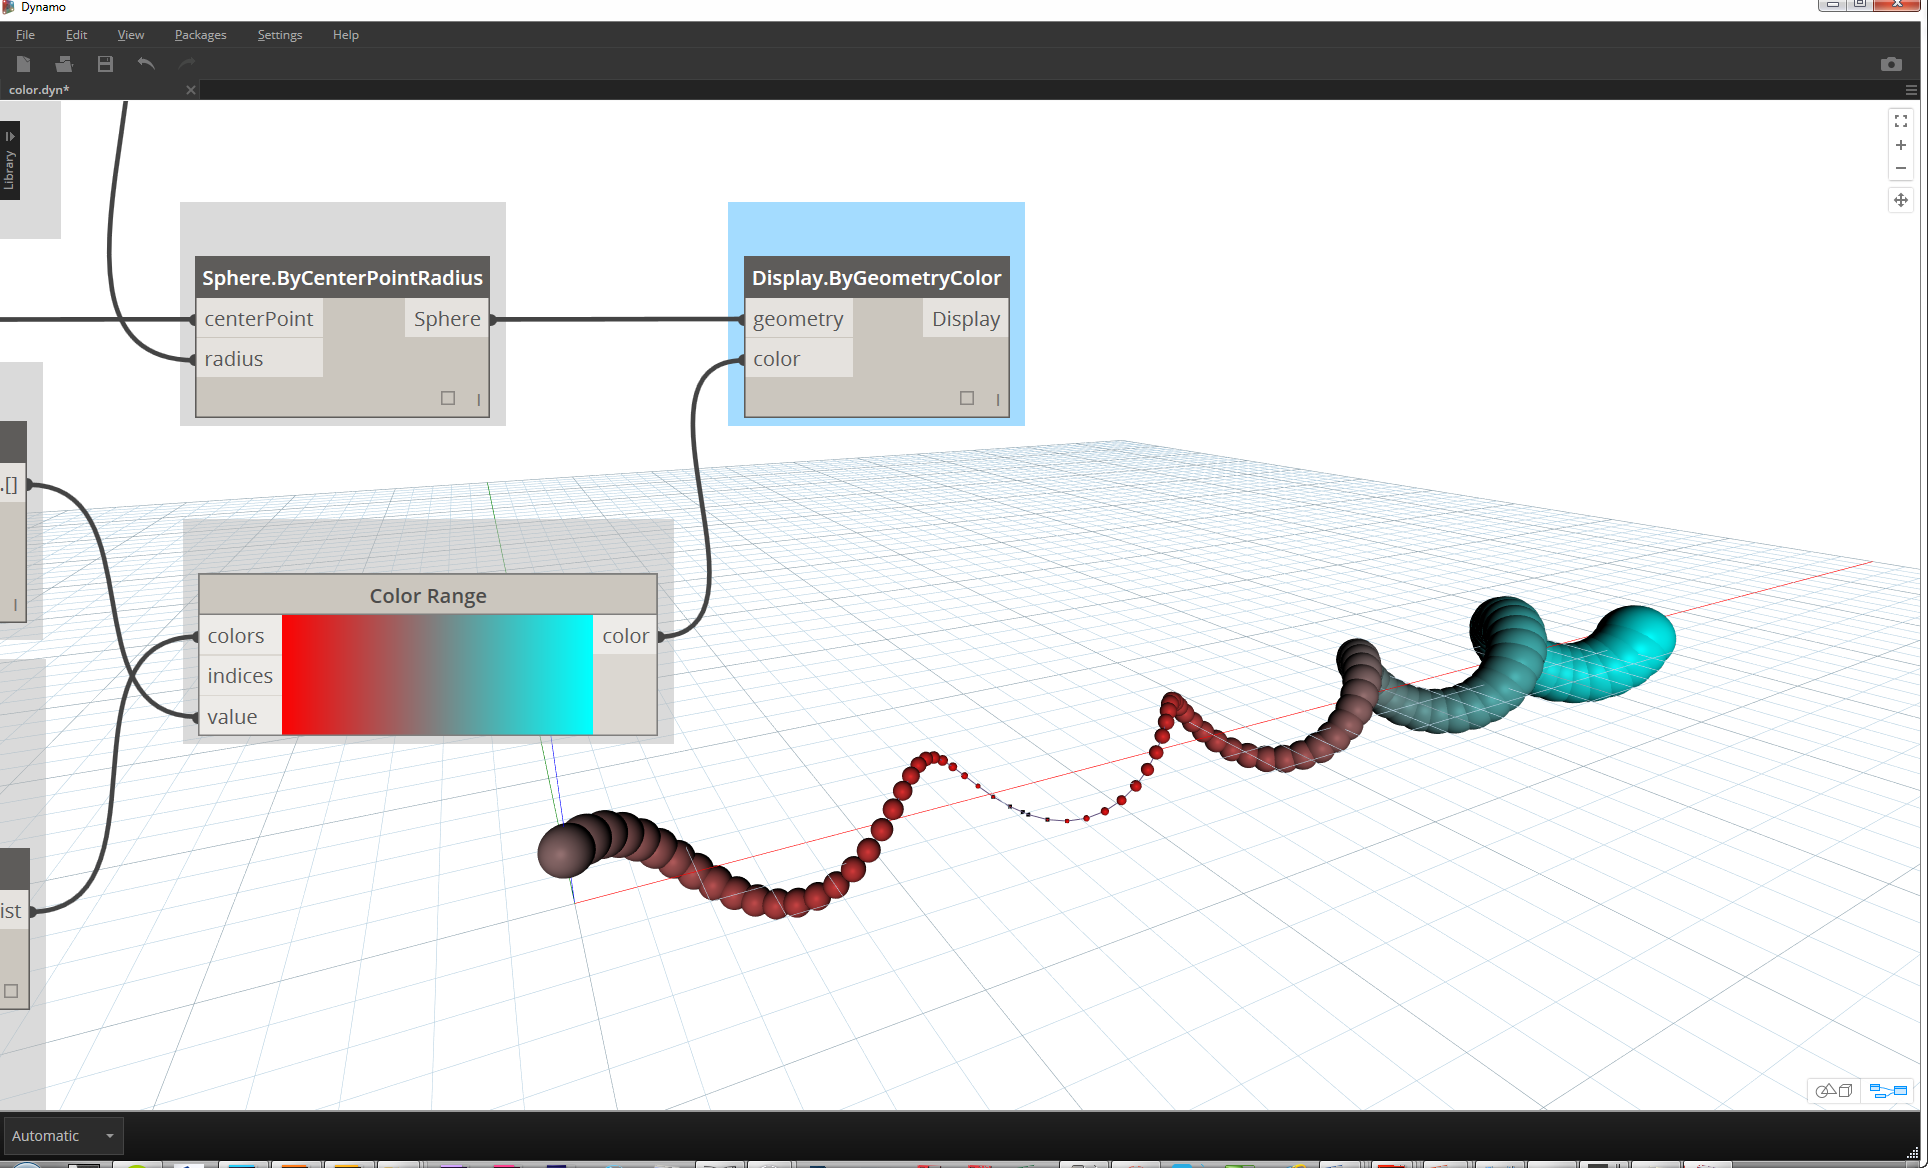 Dynamo
File Edit View Packages Settings Help
color.dyn*
Library
Sphere.ByCenterPointRadius
centerPoint Sphere
radius
Display.ByGeometryColor
geometry Display
color
.[]
Color Range
colors color
indices
value
ist
Automatic